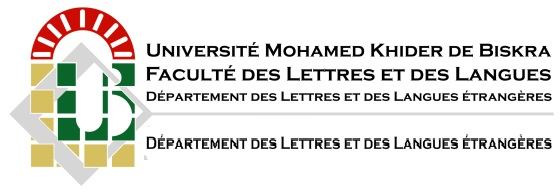 Université Mohamed Khider de Biskra
Faculté des Lettres et des Langues
Département des Lettres et des Langues étrangères
Département des Lettres et des Langues étrangères